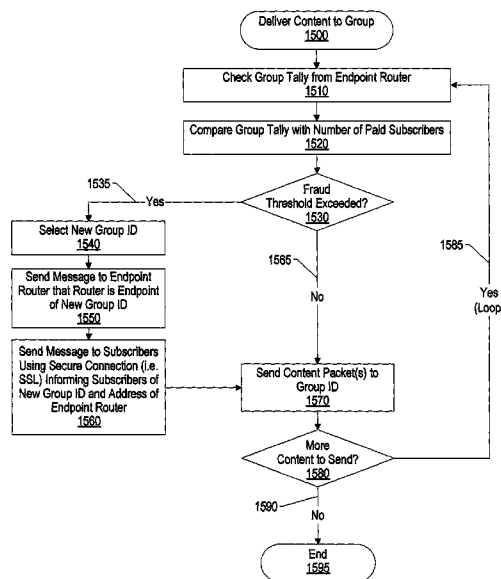 Deliver Content to Group
1500
Check Group Tally from Endpoint Router
1510
Compare Group Tally with Number of Paid Subscribers
1520
1535
Yes
Fraud
Threshold Exceeded?
1530
1585
Select New Group ID
1540
1565
Send Message to Endpoint
Router that Router is Endpoint
of New Group ID
1550
No
Yes
(Loop
Send Message to Subscribers
Using Secure Connection (i.e.
SSL) Informing Subscribers of
New Group ID and Address of
Endpoint Router
1560
Send Content Packet(s) to
Group ID
1570
More
Content to Send?
1580
1590
No
End
1595